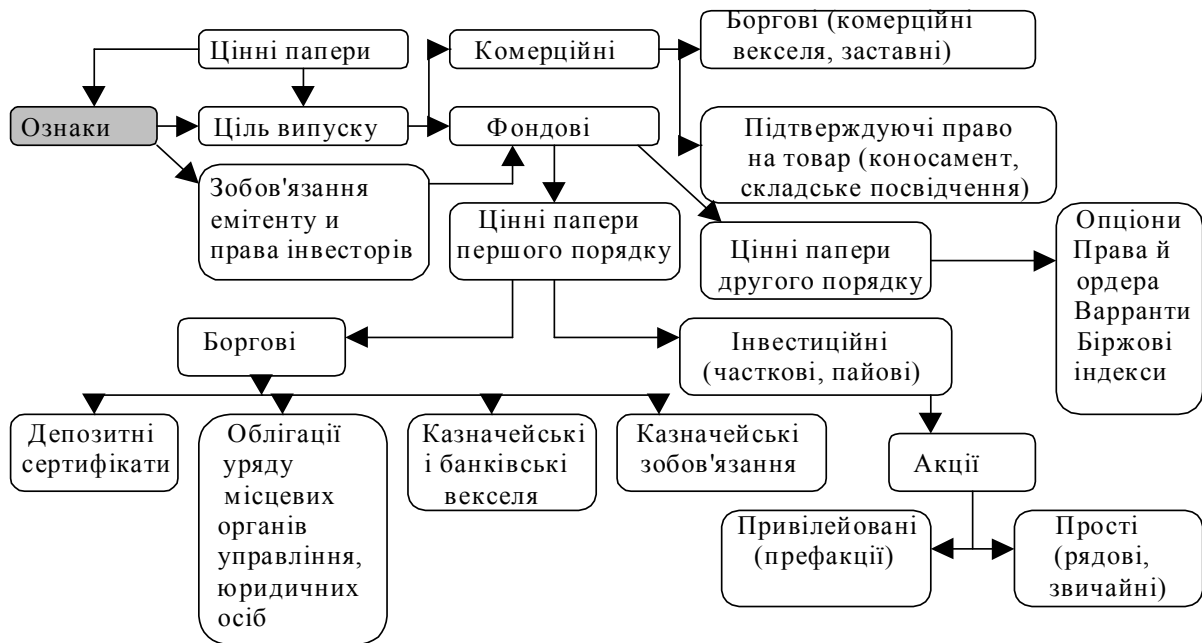 Цінні папери
Комерційні
Боргові (комерційні
векселя, заставні)
Ознаки
Ціль випуску
Фондові
Підтверждуючі право
на товар (коносамент,
складське посвідчення)
Зобов'язання
емітенту и
права інвесторів
Цінні папери
першого порядку
Цінні папери
другого порядку
Опціони
Права й
ордера
Варранти
Біржові
індекси
Боргові
Інвестиційні
(часткові, пайові)
Депозитні
сертифікати
Облігації
уряду
місцевих
органів
управління,
юридичних
осіб
Казначейські
і банківські
векселя
Казначейські
зобов'язання
Акції
Привілейовані
(префакції)
Прості
(рядові,
звичайні)